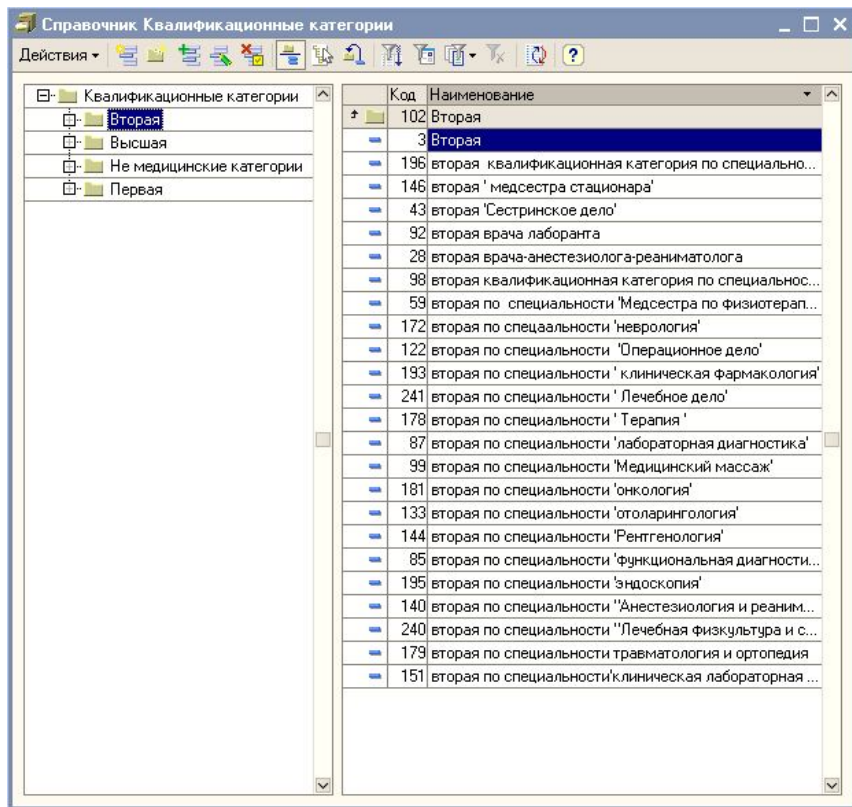 Справочник Квалификационные категории
Действия
Квалификационные категории
Вторая
Высшая
Не медицинские категории
Первая
Код Наименование
102 Вторая
3 Вторая
196 вторая квалификационная категория по специально...
146 вторая ' медсестра стационара'
43 вторая 'Сестринское дело'
92 вторая врача лаборанта
28 вторая врача-анестезиолога-реаниматолога
98 вторая квалификационная категория по специальнос...
59 вторая по специальности 'Медсестра по физиотерап...
172 вторая по спецаальности 'неврология'
122 вторая по специальности 'Операционное дело'
193 вторая по специальности ' клиническая фармакология'
241 вторая по специальности ' Лечебное дело'
178 вторая по специальности ' Терапия '
87 вторая по специальности 'лабораторная диагностика'
99 вторая по специальности 'Медицинский массаж'
181 вторая по специальности 'онкология'
133 вторая по специальности 'отоларингология'
144 вторая по специальности 'Рентгенология'
85 вторая по специальности 'функциональная диагности...
195 вторая по специальности 'эндоскопия'
140 вторая по специальности ''Анестезиология и реаним...
240 вторая по специальности ''Лечебная физкультура и с...
179 вторая по специальности травматология и ортопедия
151 вторая по специальности'клиническая лабораторная ...